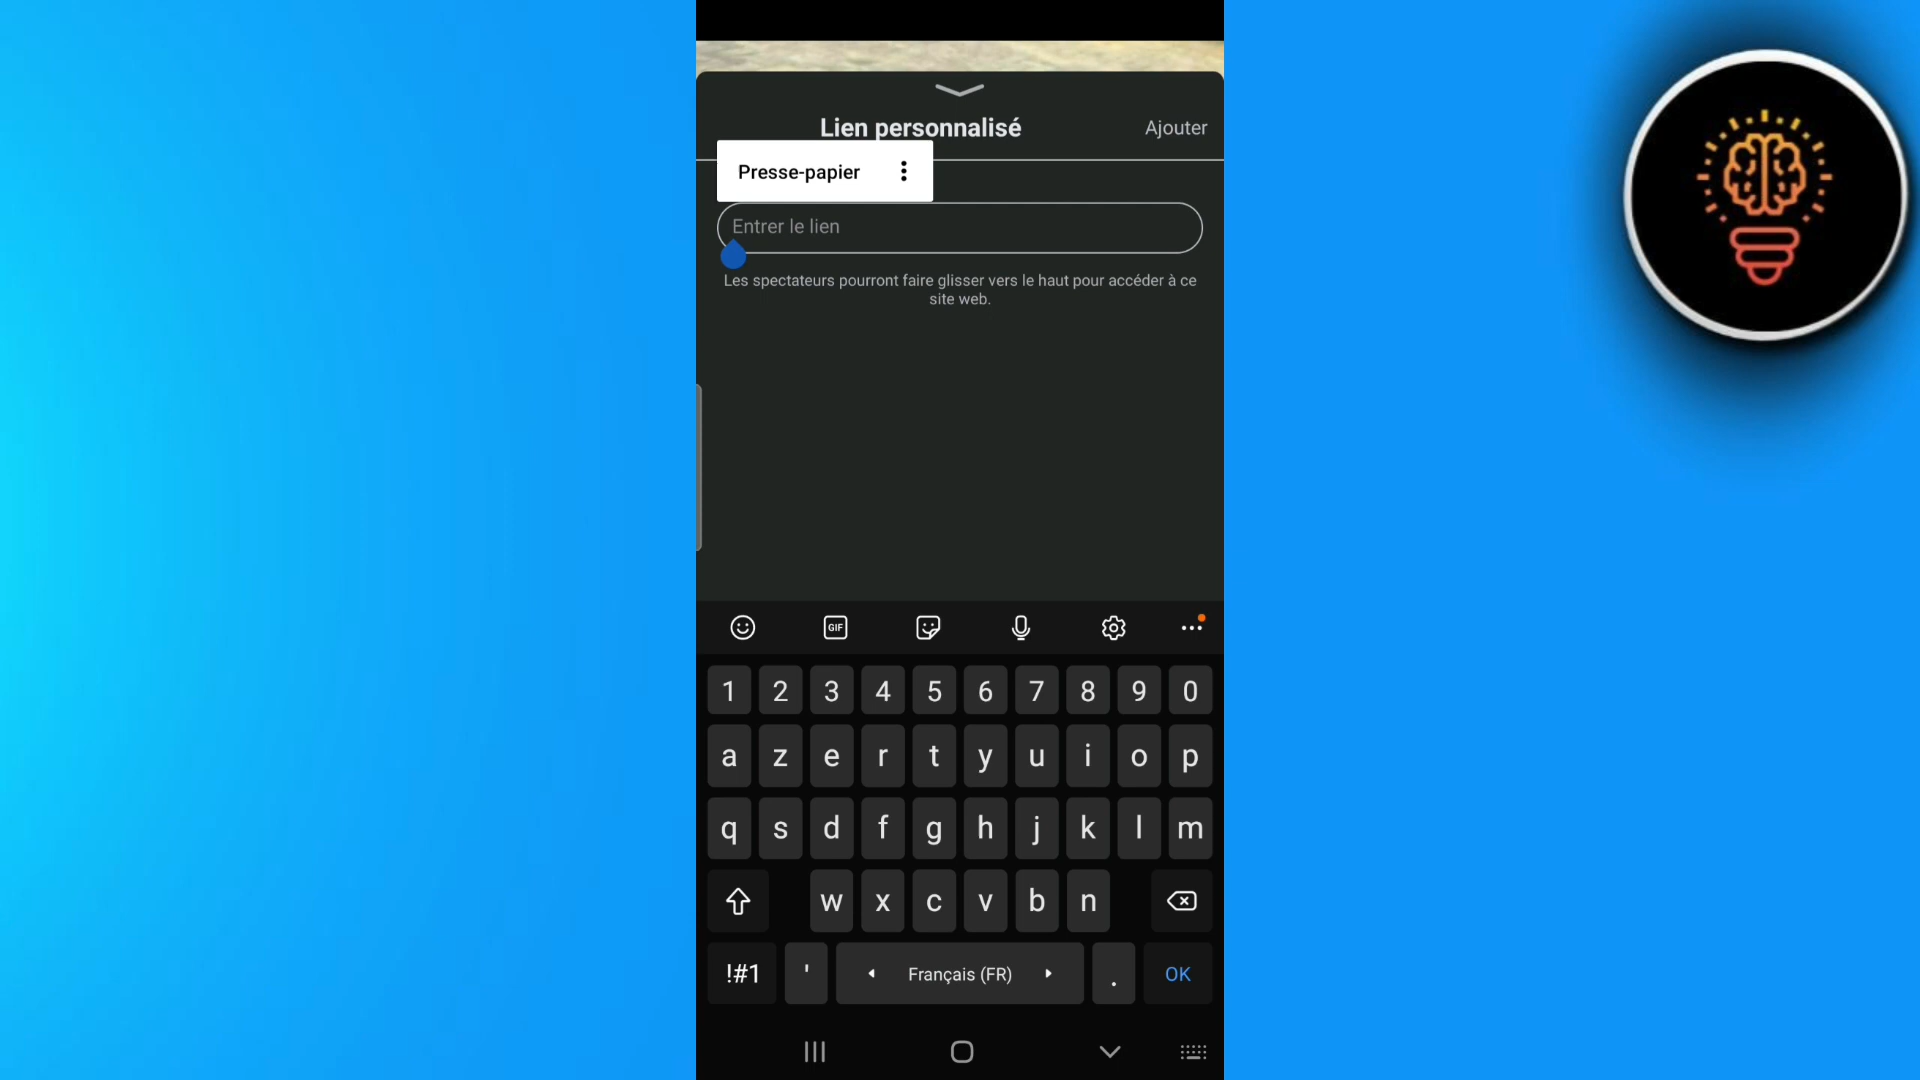 Lien personnalisé
Ajouter
Presse-papier
Entrer le lien
Les spectateurs pourront faire glisser vers le haut pour accéder à ce
site web.
GIF
1 2 3 4 5 6 7 8 9 0
a z e r t y u i o p
q s d f g h j k l m
w x c v b n
!#1 ' Français (FR) . OK